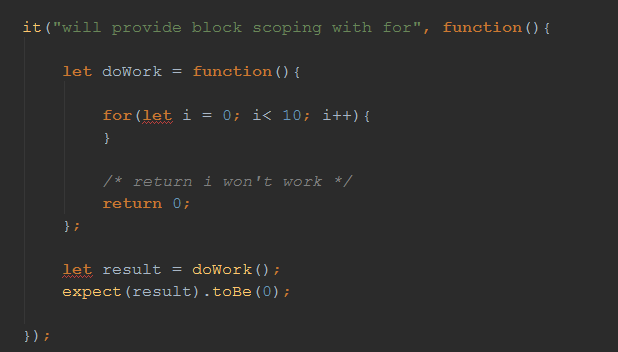 it("will provide block scoping with for", function(){
let doWork = function(){
for(let i = 0; i< 10; i++){
}
/* return i won't work */
return 0;
};
let result = doWork();
expect(result).toBe(0);
});